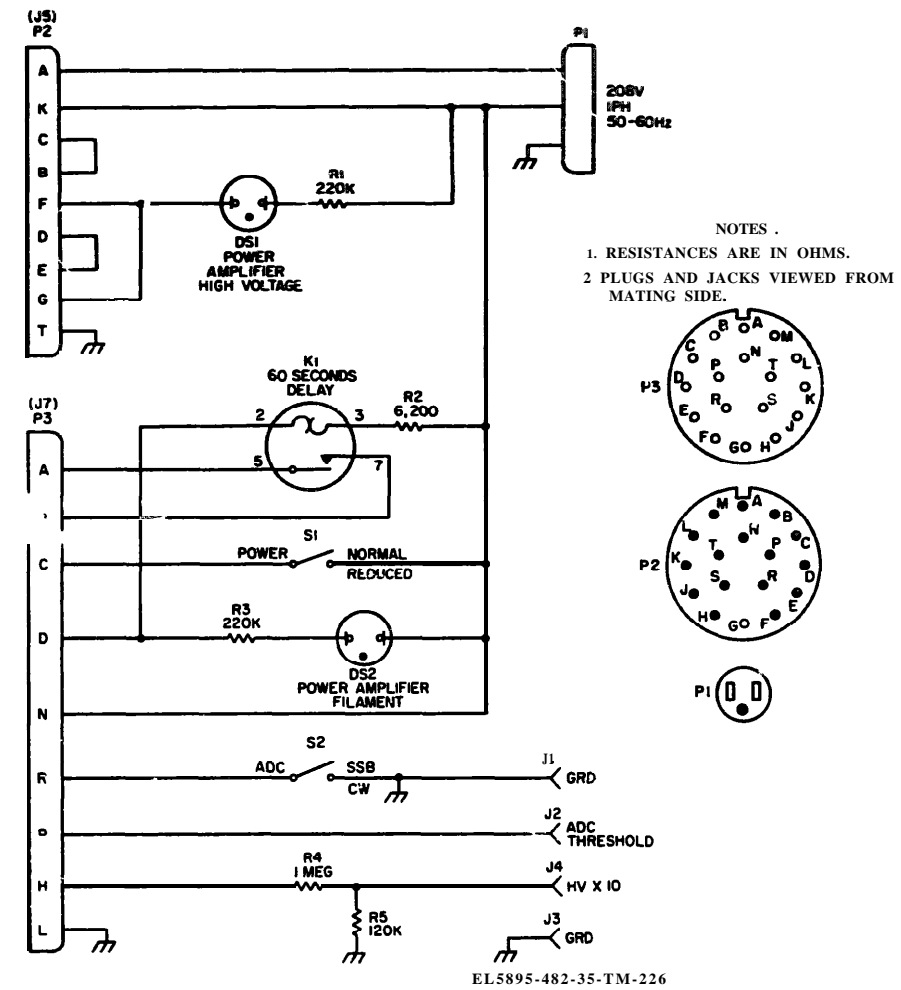 (J5)
P2
A
K
C
B
F
D
E
G
T
P1
208V
1PH
50-60Hz
R1
220K
DS1
POWER
AMPLIFIER
HIGH VOLTAGE
NOTES .
1. RESISTANCES ARE IN OHMS.
2 PLUGS AND JACKS VIEWED FROM
MATING SIDE.
K1
60 SECONDS
DELAY
2
3
5
7
R2
6,200
(J7)
P3
A
C
D
N
R
H
L
S1
POWER
NORMAL
REDUCED
R3
220K
DS2
POWER AMPLIFIER
FILAMENT
S2
ADC
SSB
CW
J1
GRD
J2
ADC
THRESHOLD
R4
1 MEG
J4
HV X 10
R5
120K
J3
GRD
P3
B
A
M
C
N
L
P
T
D
K
R
S
E
J
F
G
H
P2
M
A
B
L
C
T
P
K
D
S
R
J
E
H
G
F
P1
EL5895-482-35-TM-226